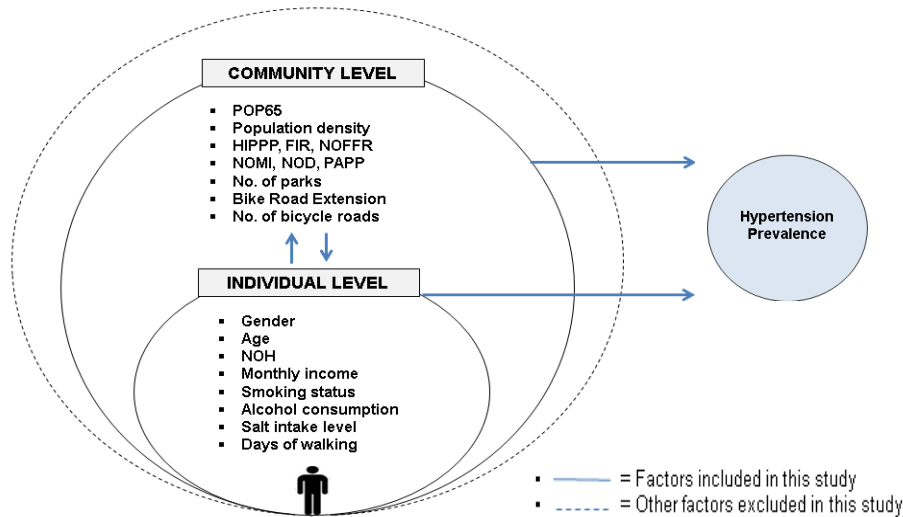 COMMUNITY LEVEL
▪ POP65
▪ Population density
▪ HIPPP, FIR, NOFFR
▪ NOMI, NOD, PAPP
▪ No. of parks
▪ Bike Road Extension
▪ No. of bicycle roads
Hypertension
Prevalence
INDIVIDUAL LEVEL
▪ Gender
▪ Age
▪ NOH
▪ Monthly income
▪ Smoking status
▪ Alcohol consumption
▪ Salt intake level
▪ Days of walking
▪ = Factors included in this study
▪ = Other factors excluded in this study